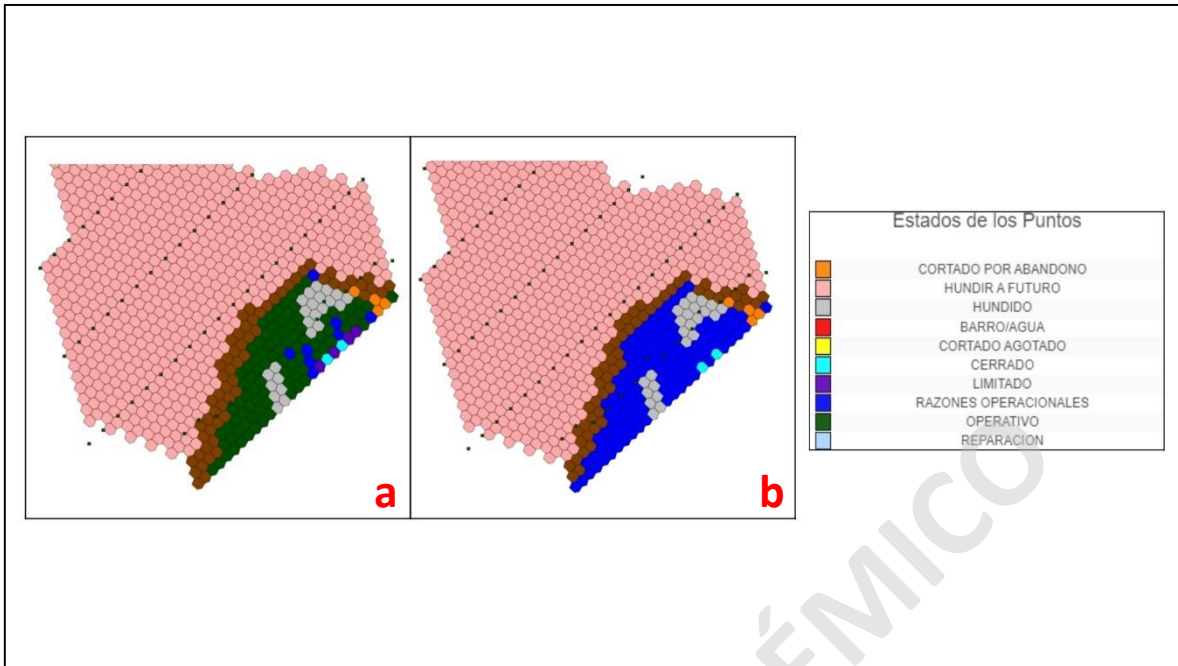 a
b
Estados de los Puntos
CORTADO POR ABANDONO
HUNDIR A FUTURO
HUNDIDO
BARRO/AGUA
CORTADO AGOTADO
CERRADO
LIMITADO
RAZONES OPERACIONALES
OPERATIVO
REPARACION
ÉMICO